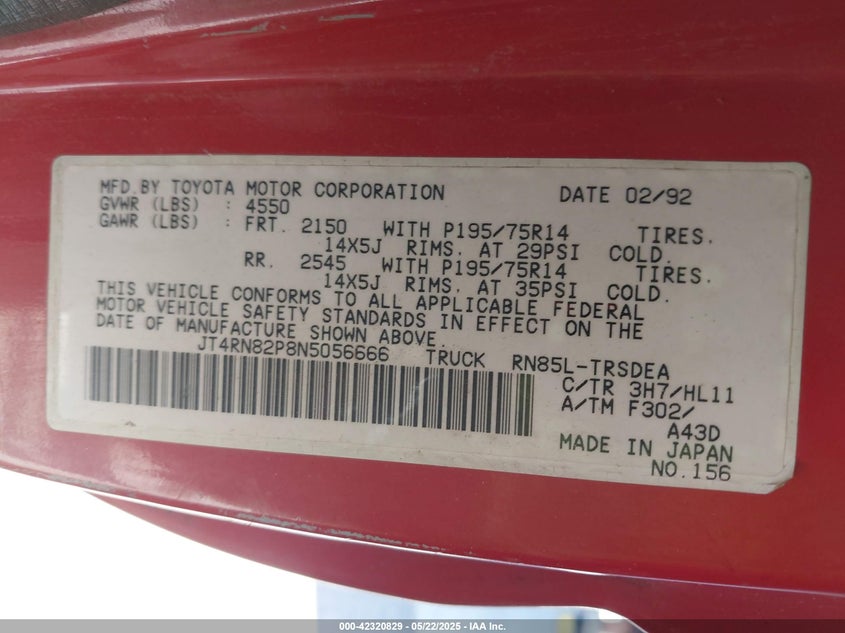 MFD.BY TOYOTA MOTOR CORPORATION DATE 02/92
GVWR (LBS) : 4550
GAWR (LBS) : FRT. 2150 WITH P195/75R14 TIRES.
14X5J RIMS. AT 29PSI COLD.
RR. 2545 WITH P195/75R14 TIRES.
14X5J RIMS. AT 35PSI COLD.
THIS VEHICLE CONFORMS TO ALL APPLICABLE FEDERAL
MOTOR VEHICLE SAFETY STANDARDS IN EFFECT ON THE
DATE OF MANUFACTURE SHOWN ABOVE.
JT4RN82P8N5056666 TRUCK RN85L-TRSDEA
C/TR 3H7/HL11
A/TM F302/
A43D
MADE IN JAPAN
NO.156
000-42320829 - 05/22/2025 - IAA Inc.